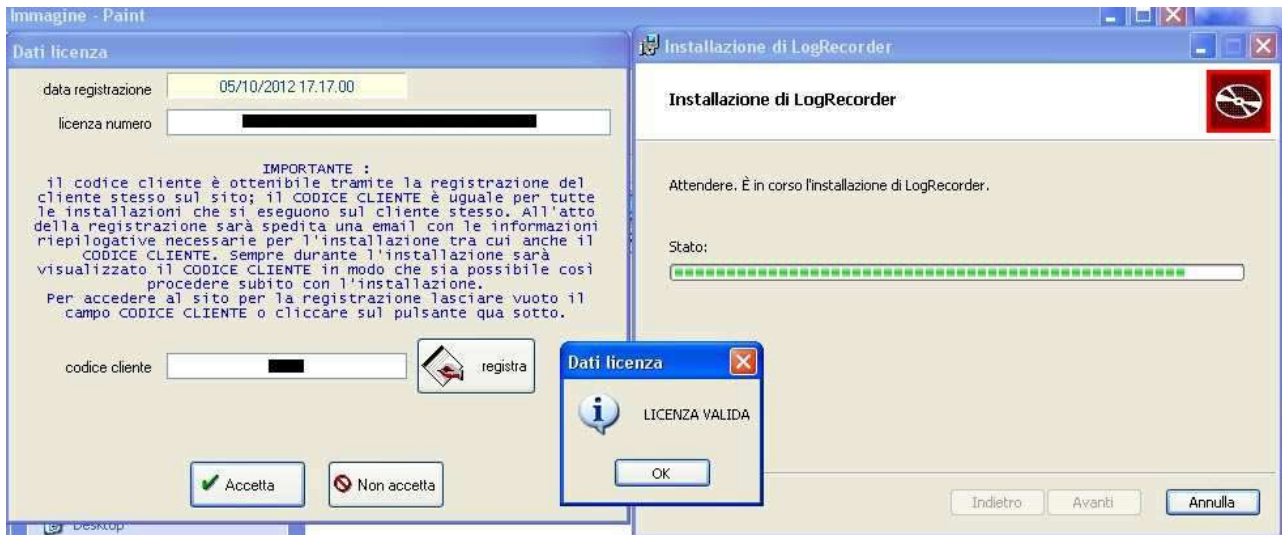 Immagine - Paint
Dati licenza
data registrazione
05/10/2012 17.17.00
licenza numero
IMPORTANTE :
il codice cliente è ottenibile tramite la registrazione del
cliente stesso sul sito; il CODICE CLIENTE è uguale per tutte
le installazioni che si eseguono sul cliente stesso. All'atto
della registrazione sarà spedita una email con le informazioni
riepilogative necessarie per l'installazione tra cui anche il
CODICE CLIENTE. Sempre durante l'installazione sarà
visualizzato il CODICE CLIENTE in modo che sia possibile così
procedere subito con l'installazione.
Per accedere al sito per la registrazione lasciare vuoto il
campo CODICE CLIENTE o cliccare sul pulsante qua sotto.
codice cliente
registra
Accetta
Non accetta
Desktop
Dati licenza
LICENZA VALIDA
OK
Installazione di LogRecorder
Installazione di LogRecorder
Attendere. È in corso l'installazione di LogRecorder.
Stato:
Indietro
Avanti
Annulla